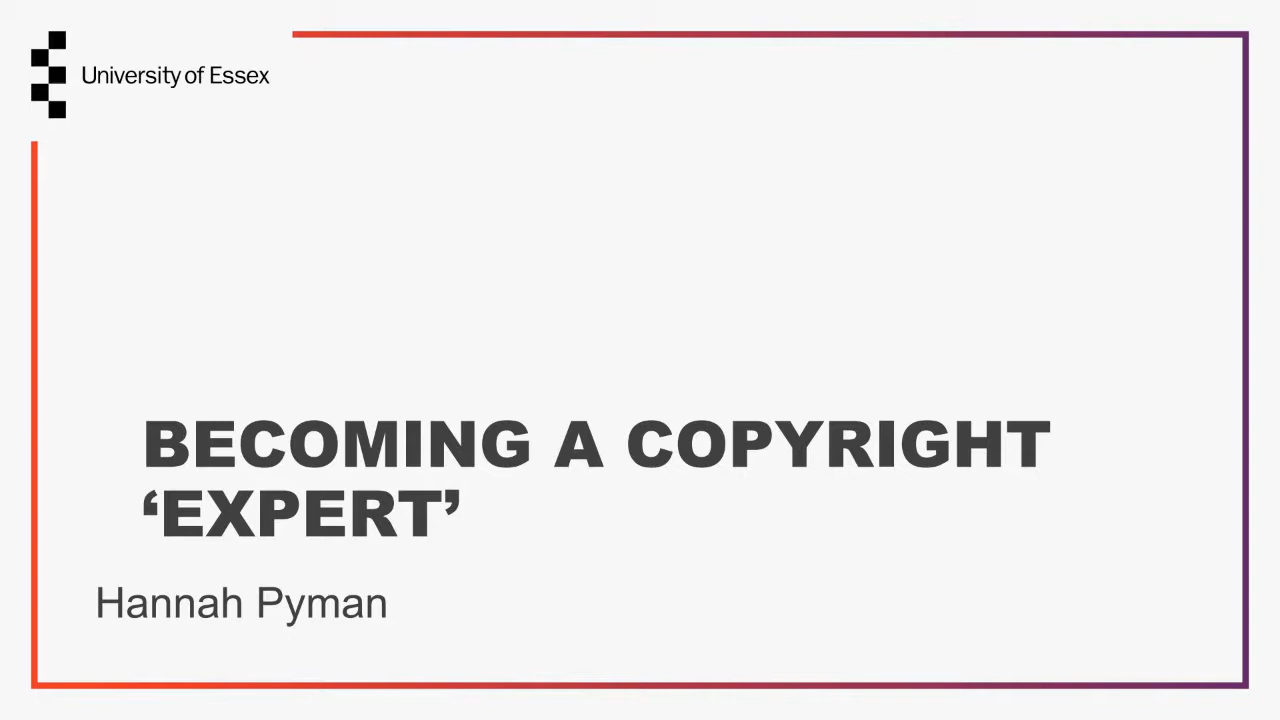 University of Essex
BECOMING A COPYRIGHT
‘EXPERT’
Hannah Pyman